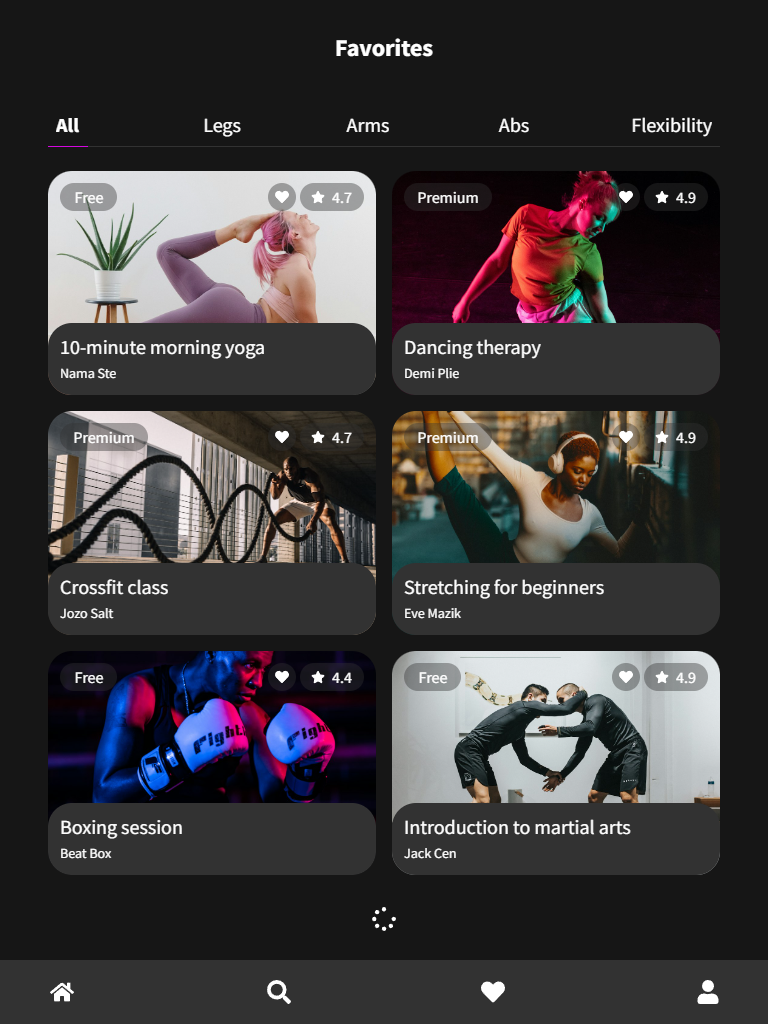 Favorites
All Legs Arms Abs Flexibility
Free 4.7 Premium 4.9
10-minute morning yoga Dancing therapy
Nama Ste Demi Plie
Premium 4.7 Premium 4.9
Crossfit class Stretching for beginners
Jozo Salt Eve Mazik
Free 4.4 Free 4.9
Fight. Figh
Boxing session Introduction to martial arts
Beat Box Jack Cen